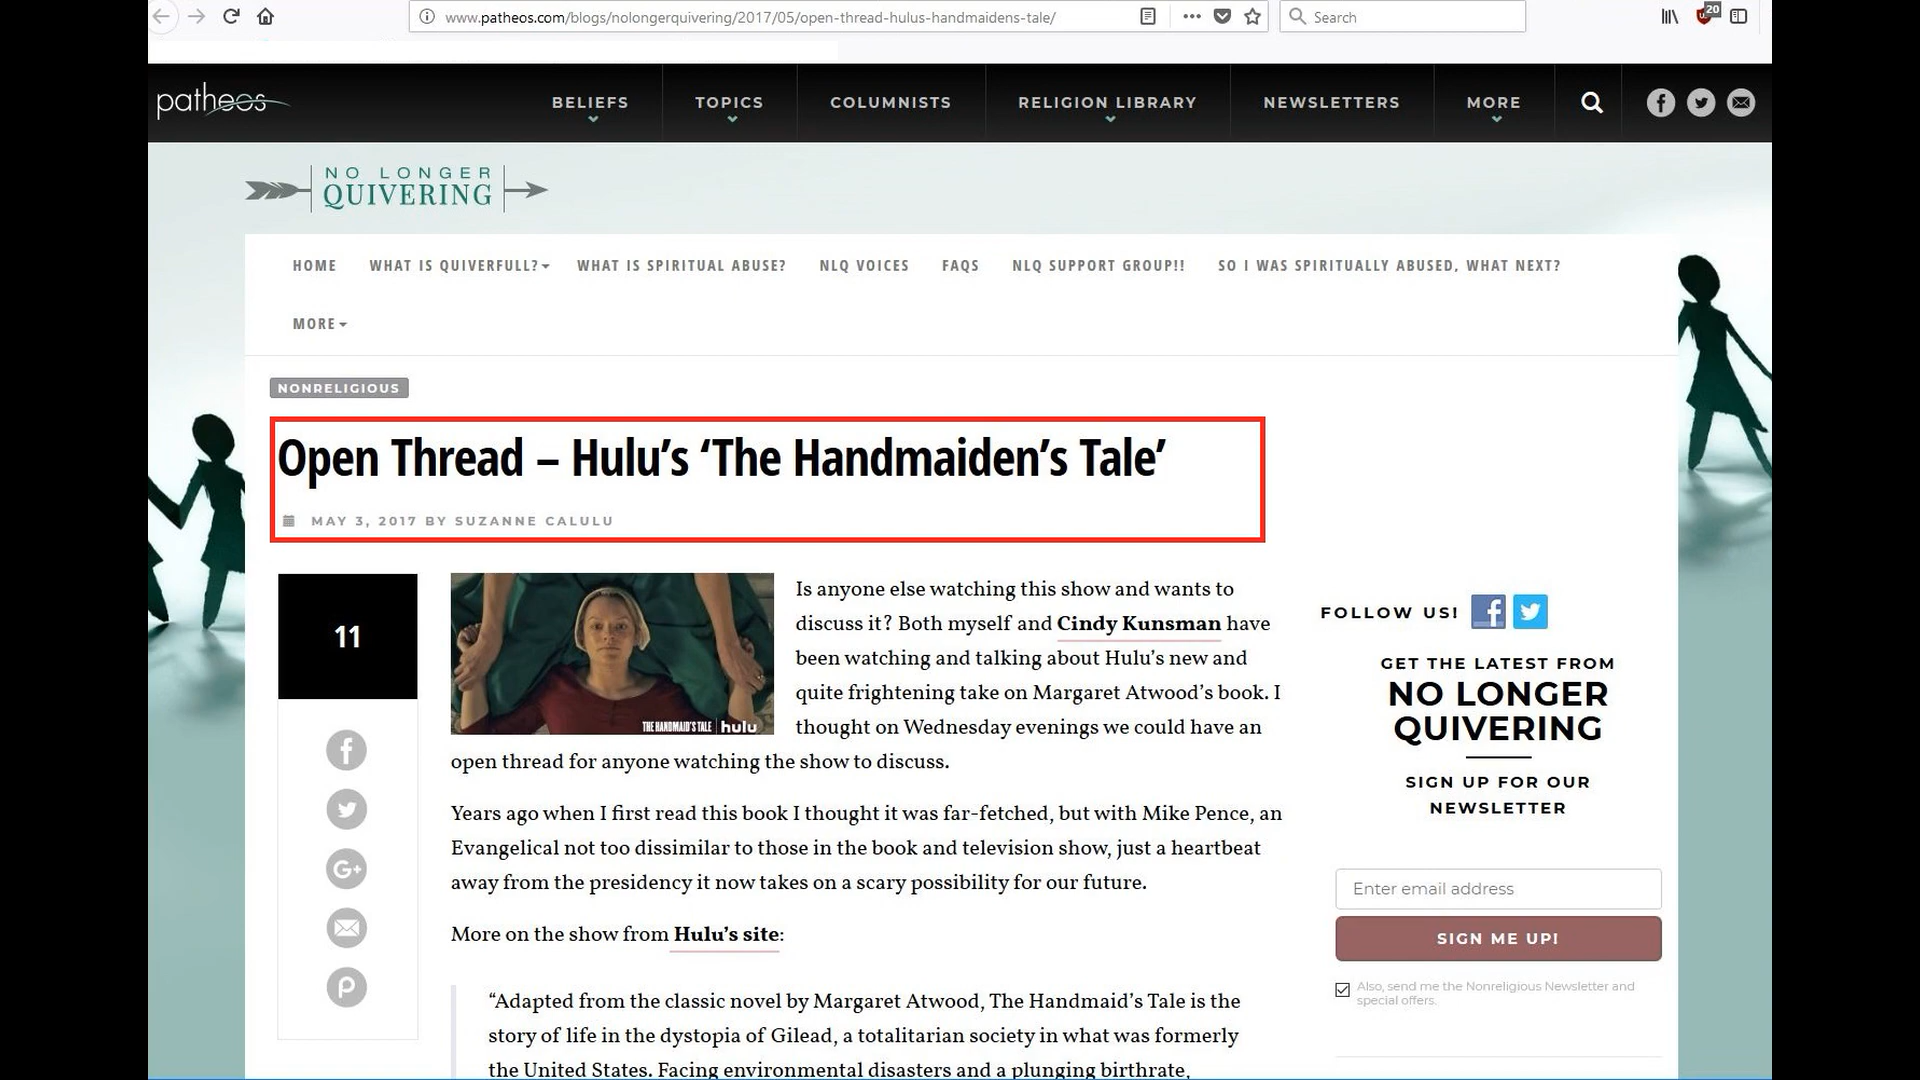 www.patheos.com/blogs/nolongerquivering/2017/05/open-thread-hulus-handmaidens-tale/
Search
20
patheos
BELIEFS
TOPICS
COLUMNISTS
RELIGION LIBRARY
NEWSLETTERS
MORE
NO LONGER
QUIVERING
HOME
WHAT IS QUIVERFULL?
WHAT IS SPIRITUAL ABUSE?
NLQ VOICES
FAQS
NLQ SUPPORT GROUP!!
SO I WAS SPIRITUALLY ABUSED, WHAT NEXT?
MORE
NONRELIGIOUS
Open Thread – Hulu’s ‘The Handmaiden’s Tale’
MAY 3, 2017 BY SUZANNE CALULU
11
THE HANDMAID'S TALE | hulu
Is anyone else watching this show and wants to
discuss it? Both myself and Cindy Kunsman have
been watching and talking about Hulu’s new and
quite frightening take on Margaret Atwood’s book. I
thought on Wednesday evenings we could have an
open thread for anyone watching the show to discuss.
Years ago when I first read this book I thought it was far-fetched, but with Mike Pence, an
Evangelical not too dissimilar to those in the book and television show, just a heartbeat
away from the presidency it now takes on a scary possibility for our future.
More on the show from Hulu’s site:
“Adapted from the classic novel by Margaret Atwood, The Handmaid’s Tale is the
story of life in the dystopia of Gilead, a totalitarian society in what was formerly
the United States. Facing environmental disasters and a plunging birthrate,
FOLLOW US!
GET THE LATEST FROM
NO LONGER
QUIVERING
SIGN UP FOR OUR
NEWSLETTER
Enter email address
SIGN ME UP!
Also, send me the Nonreligious Newsletter and
special offers.